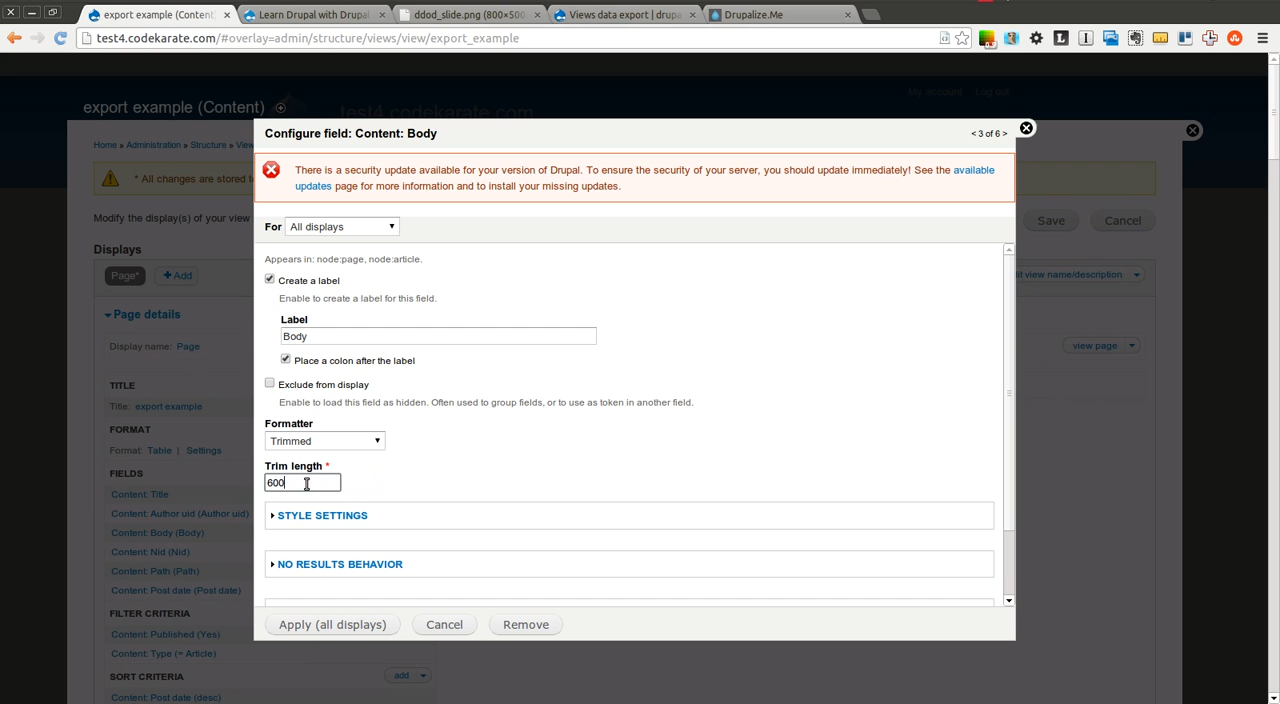 export example (Content)
Learn Drupal with Drupal
ddod_slide.png (800×500
Views data export | drupa
Drupalize.Me
test4.codekarate.com/#overlay=admin/structure/views/view/export_example
My account Log out
export example (Content)
test4.codekarate.com
Configure field: Content: Body
< 3 of 6 >
Home » Administration » Structure » View
There is a security update available for your version of Drupal. To ensure the security of your server, you should update immediately! See the available
updates page for more information and to install your missing updates.
* All changes are stored t
Modify the display(s) of your view
Save
Cancel
For All displays
Displays
Page*
+ Add
dit view name/description
Appears in: node:page, node:article.
Create a label
Enable to create a label for this field.
Page details
Label
Body
Display name: Page
view page
Place a colon after the label
TITLE
Exclude from display
Enable to load this field as hidden. Often used to group fields, or to use as token in another field.
Title: export example
Formatter
FORMAT
Trimmed
Format: Table | Settings
Trim length *
FIELDS
600
Content: Title
Content: Author uid (Author uid)
STYLE SETTINGS
Content: Body (Body)
Content: Nid (Nid)
NO RESULTS BEHAVIOR
Content: Path (Path)
Content: Post date (Post date)
FILTER CRITERIA
Apply (all displays)
Cancel
Remove
Content: Published (Yes)
Content: Type (= Article)
SORT CRITERIA
add
Content: Post date (desc)